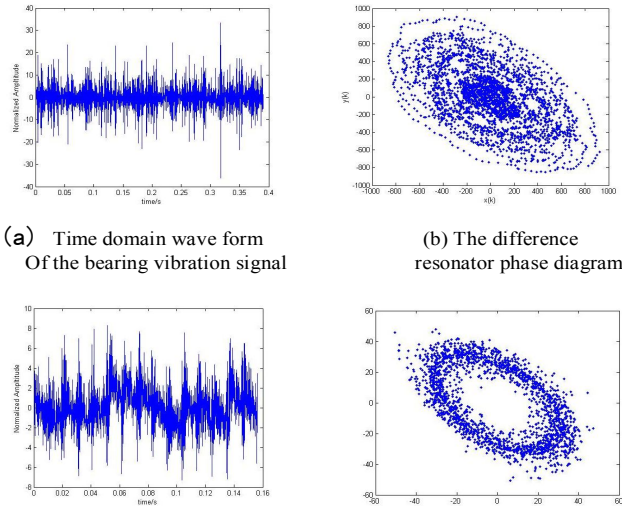 40
30
20
10
0
-10
-20
-30
40
0 0.05 0.1 0.15 0.2 0.25 0.3 0.35 0.4
time/s
Normalized Amplitude
1000
800
600
400
200
0
-200
-400
-600
-800
-1000
-1000 -800 -600 -400 -200 0 200 400 600 800 1000
x(k)
y(k)
(a) Time domain wave form
Of the bearing vibration signal
(b) The difference
resonator phase diagram
10
8
6
4
2
0
-2
-4
-6
-8
0 0.02 0.04 0.06 0.08 0.1 0.12 0.14 0.16
time/s
Normalized Amplitude
60
40
20
0
-20
-40
-60
-60 -40 -20 0 20 40 60